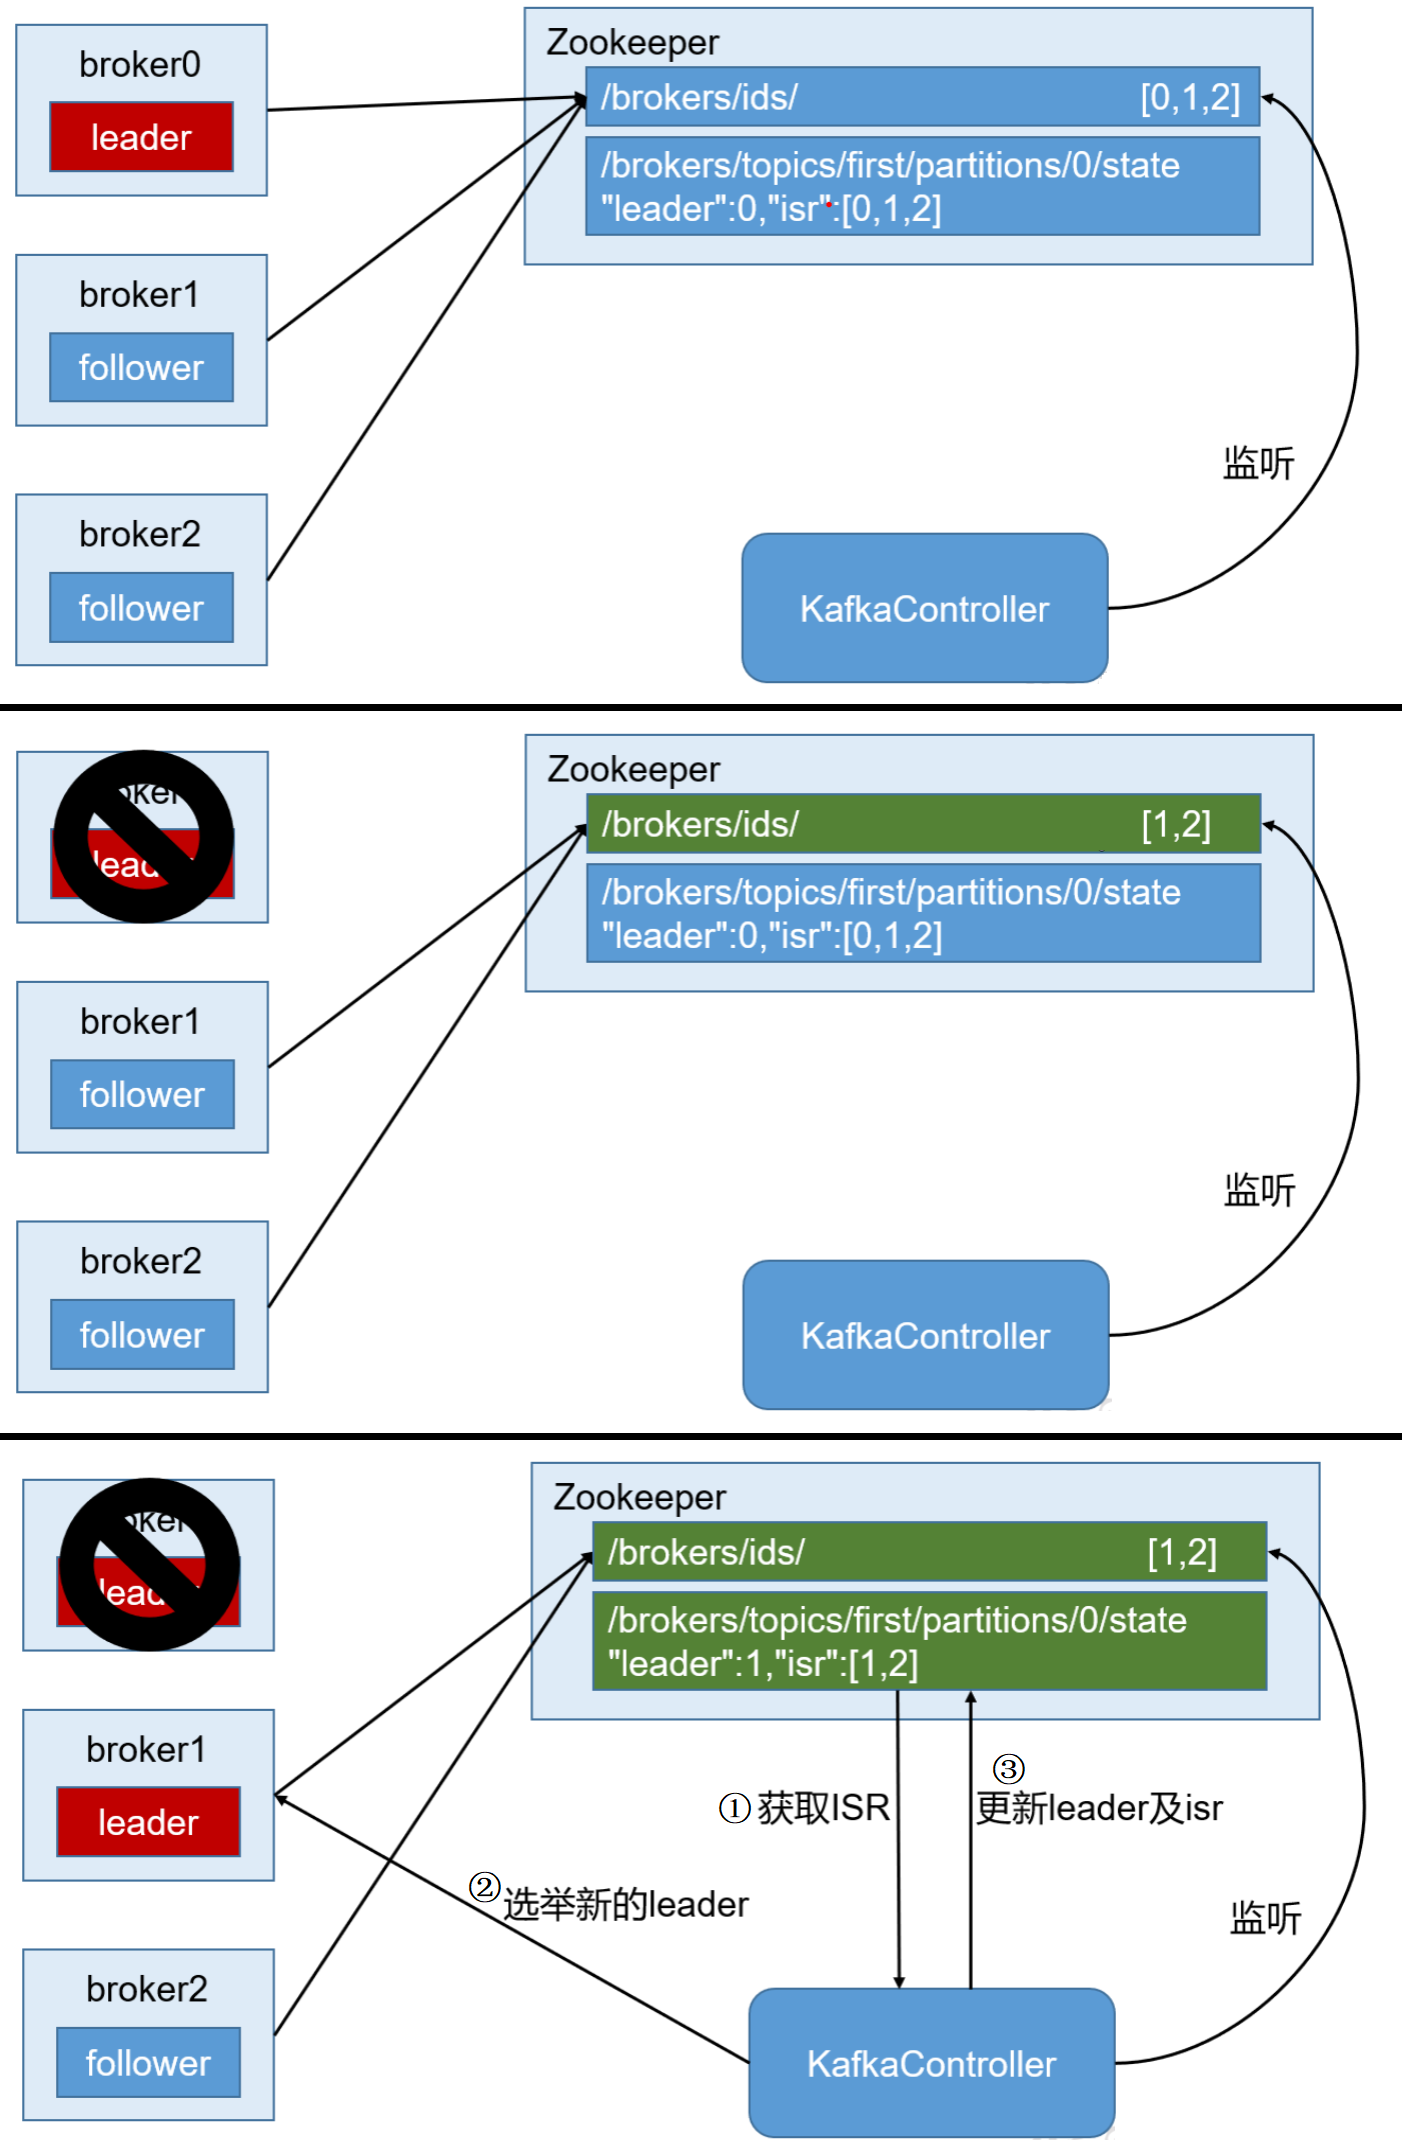 broker0
leader
broker1
follower
broker2
follower
Zookeeper
/brokers/ids/ [0,1,2]
/brokers/topics/first/partitions/0/state
"leader":0,"isr":[0,1,2]
监听
KafkaController
broker1
follower
broker2
follower
Zookeeper
/brokers/ids/ [1,2]
/brokers/topics/first/partitions/0/state
"leader":0,"isr":[0,1,2]
监听
KafkaController
broker1
leader
broker2
follower
Zookeeper
/brokers/ids/ [1,2]
/brokers/topics/first/partitions/0/state
"leader":1,"isr":[1,2]
①获取ISR
③
更新leader及isr
②选举新的leader
监听
KafkaController